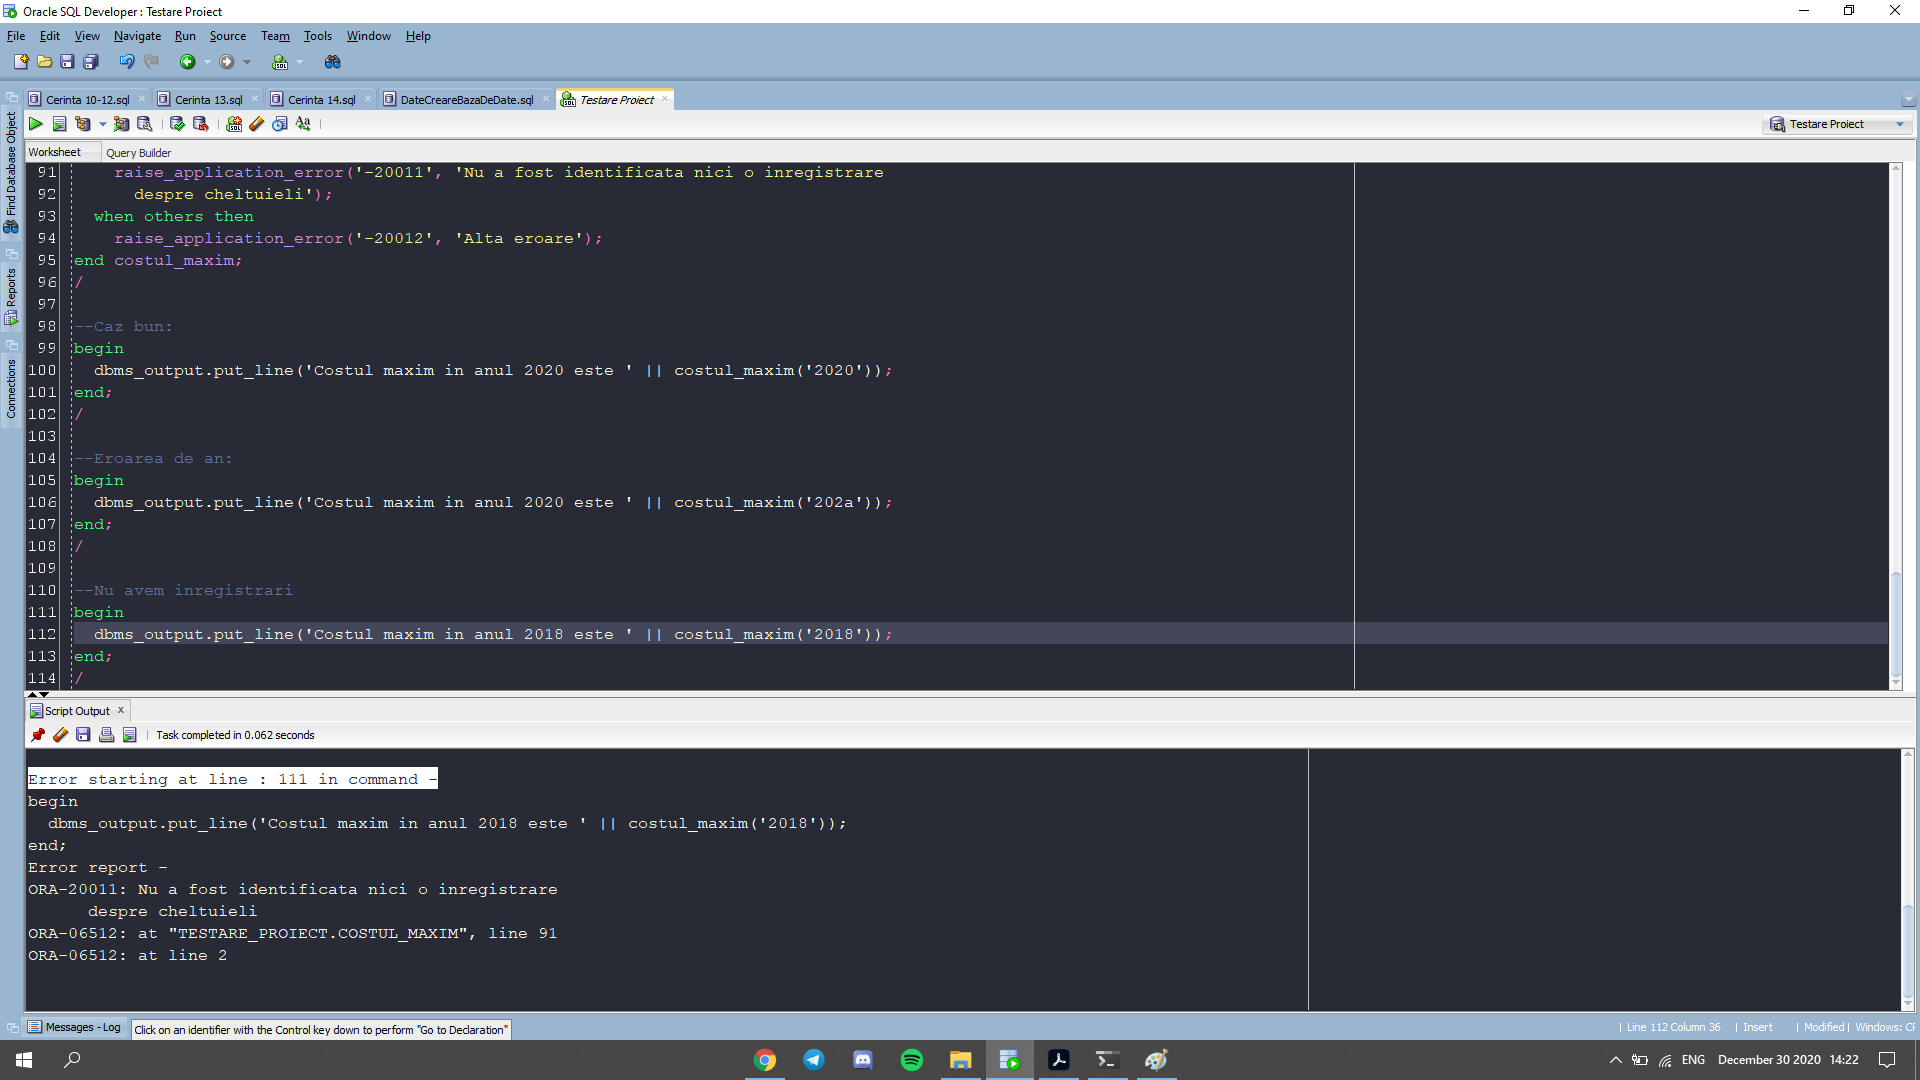 Oracle SQL Developer : Testare Proiect
File Edit View Navigate Run Source Team Tools Window Help
Cerinta 10-12.sql Cerinta 13.sql Cerinta 14.sql DateCreareBazaDeDate.sql Testare Proiect
Testare Proiect
Worksheet Query Builder
Find Database Object
Reports
Connections
91 raise_application_error('-20011', 'Nu a fost identificata nici o inregistrare
92 despre cheltuieli');
93 when others then
94 raise_application_error('-20012', 'Alta eroare');
95 end costul_maxim;
96 /
97
98 --Caz bun:
99 begin
100 dbms_output.put_line('Costul maxim in anul 2020 este ' || costul_maxim('2020'));
101 end;
102 /
103
104 --Eroarea de an:
105 begin
106 dbms_output.put_line('Costul maxim in anul 2020 este ' || costul_maxim('202a'));
107 end;
108 /
109
110 --Nu avem inregistrari
111 begin
112 dbms_output.put_line('Costul maxim in anul 2018 este ' || costul_maxim('2018'));
113 end;
114 /
Script Output x
Task completed in 0.062 seconds
Error starting at line : 111 in command -
begin
dbms_output.put_line('Costul maxim in anul 2018 este ' || costul_maxim('2018'));
end;
Error report -
ORA-20011: Nu a fost identificata nici o inregistrare
despre cheltuieli
ORA-06512: at "TESTARE_PROIECT.COSTUL_MAXIM", line 91
ORA-06512: at line 2
Messages - Log Click on an identifier with the Control key down to perform "Go to Declaration"
Line 112 Column 36 | Insert | Modified | Windows: CF
ENG December 30 2020 14:22